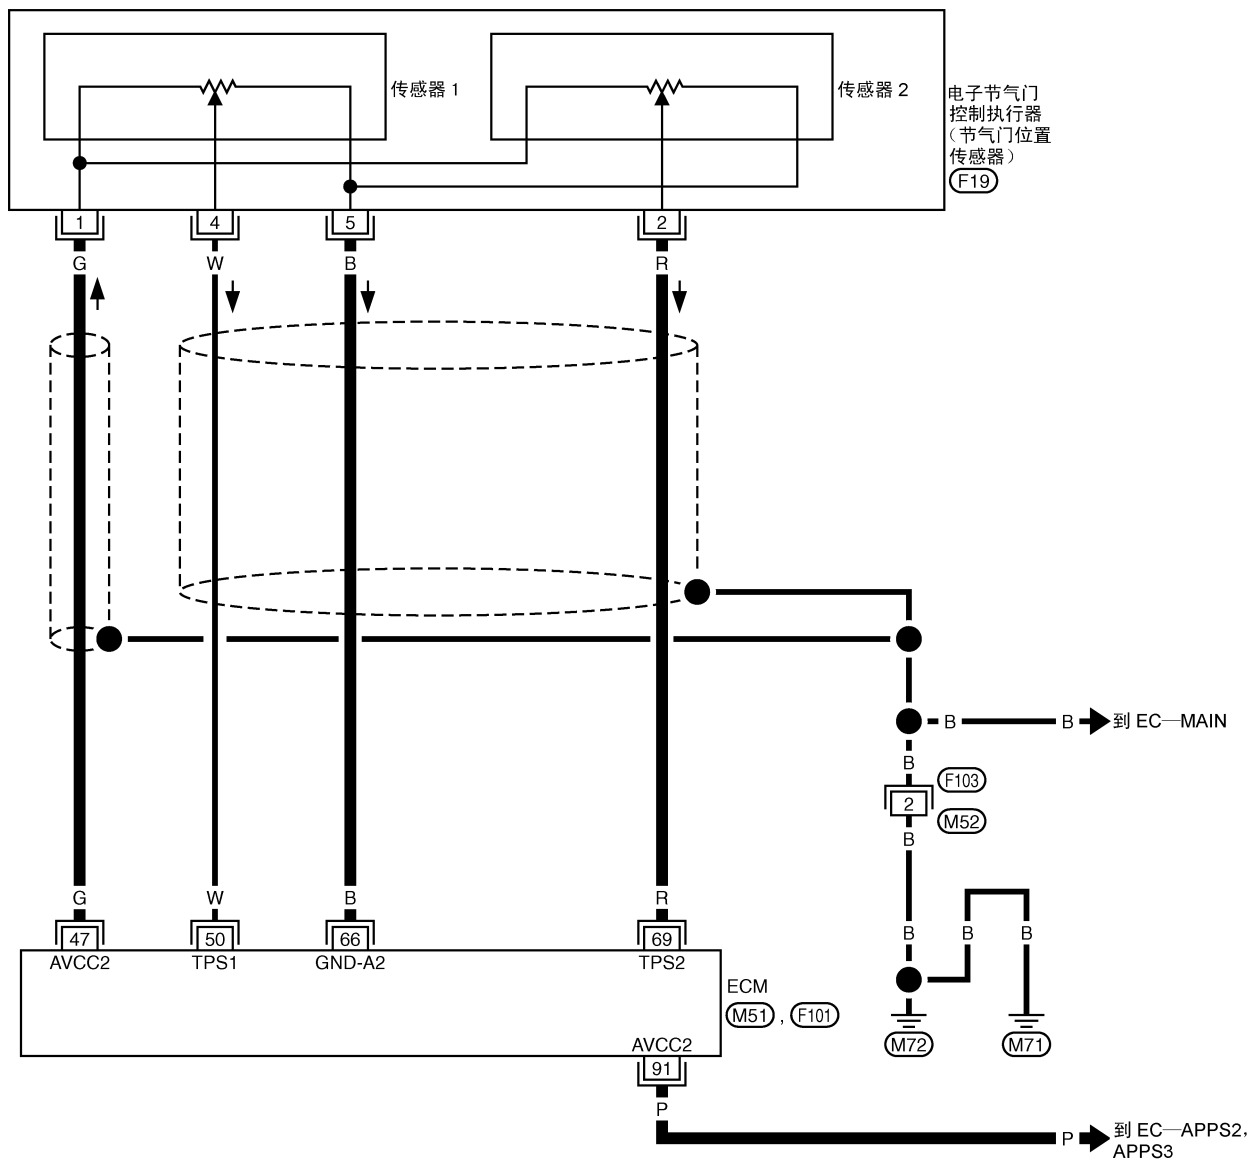 传感器 1
传感器 2
电子节气门
控制执行器
（节气门位置
传感器）
F19
1 4 5 2
G W B R
B B 到 EC—MAIN
B
F103
2
M52
B
G W B R
B B B
47 50 66 69
AVCC2 TPS1 GND-A2 TPS2
ECM
M51 , F101
AVCC2
M72 M71
91
P
P 到 EC—APPS2,
APPS3